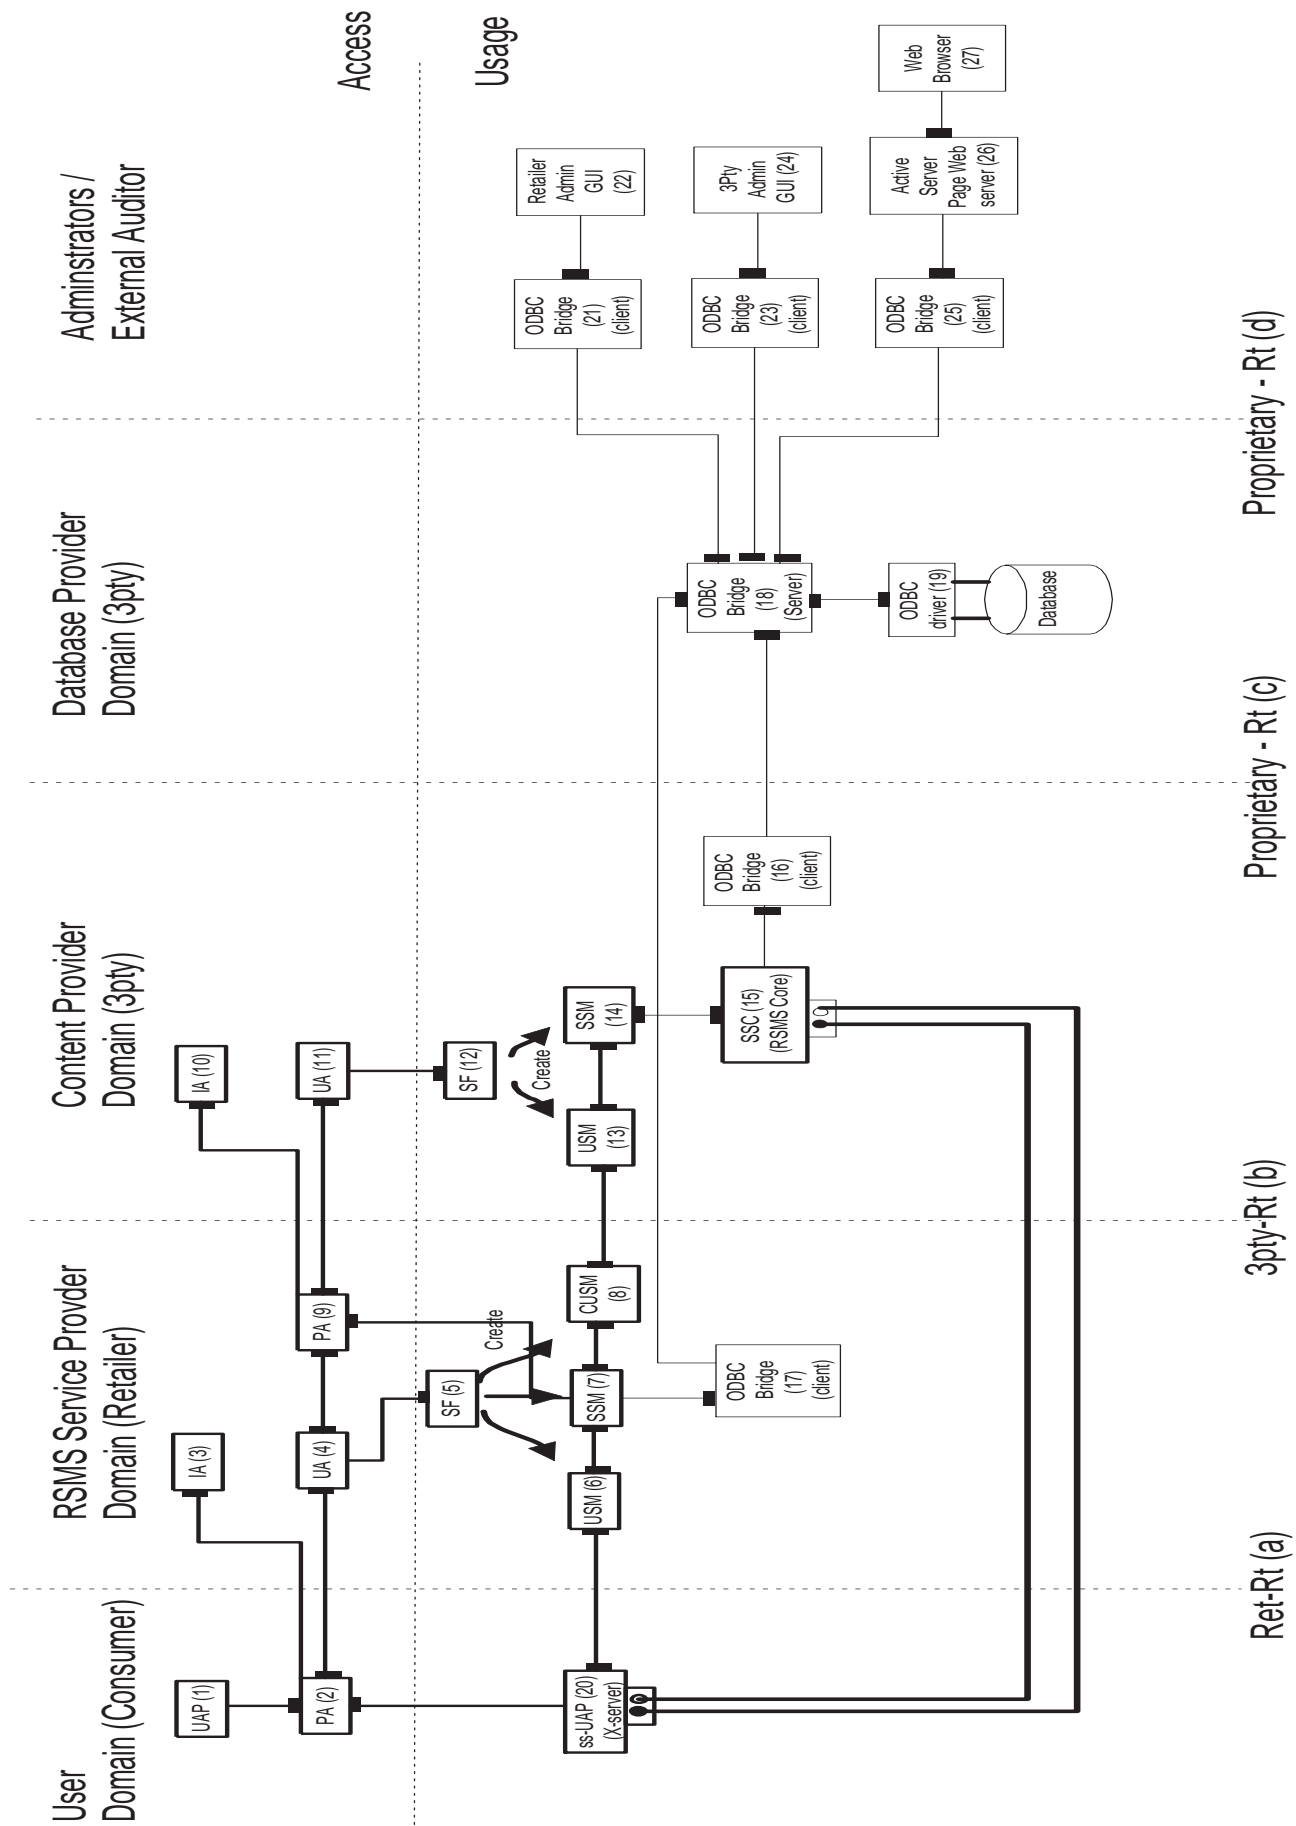 User
Domain (Consumer)
RSMS Service Provder
Domain (Retailer)
Content Provider
Domain (3pty)
Database Provider
Domain (3pty)
Adminstrators /
External Auditor
Access
Usage
UAP (1)
PA (2)
IA (3)
UA (4)
PA (9)
IA (10)
UA (11)
SF (5)
Create
SF (12)
Create
ss-UAP (20)
(X-server)
USM (6)
SSM (7)
CUSM
(8)
USM
(13)
SSM
(14)
ODBC
Bridge
(17)
(client)
SSC (15)
(RSMS Core)
ODBC
Bridge
(16)
(client)
ODBC
Bridge
(18)
(Server)
ODBC
driver (19)
Database
ODBC
Bridge
(21)
(client)
Retailer
Admin
GUI
(22)
ODBC
Bridge
(23)
(client)
3Pty
Admin
GUI (24)
ODBC
Bridge
(25)
(client)
Active
Server
Page Web
server (26)
Web
Browser
(27)
Ret-Rt (a)
3pty-Rt (b)
Proprietary - Rt (c)
Proprietary - Rt (d)